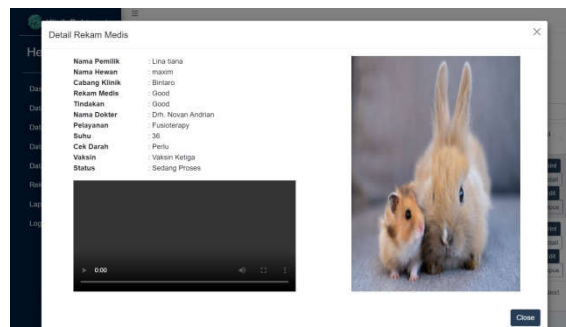 Detail Rekam Medis
×
Nama Pemilik : Lina tiana
Nama Hewan : maxim
Cabang Klinik : Bintaro
Rekam Medis : Good
Tindakan : Good
Nama Dokter : Drh. Novan Andrian
Pelayanan : Fusioterapy
Suhu : 36
Cek Darah : Perlu
Vaksin : Vaksin Ketiga
Status : Sedang Proses
0:00
Close